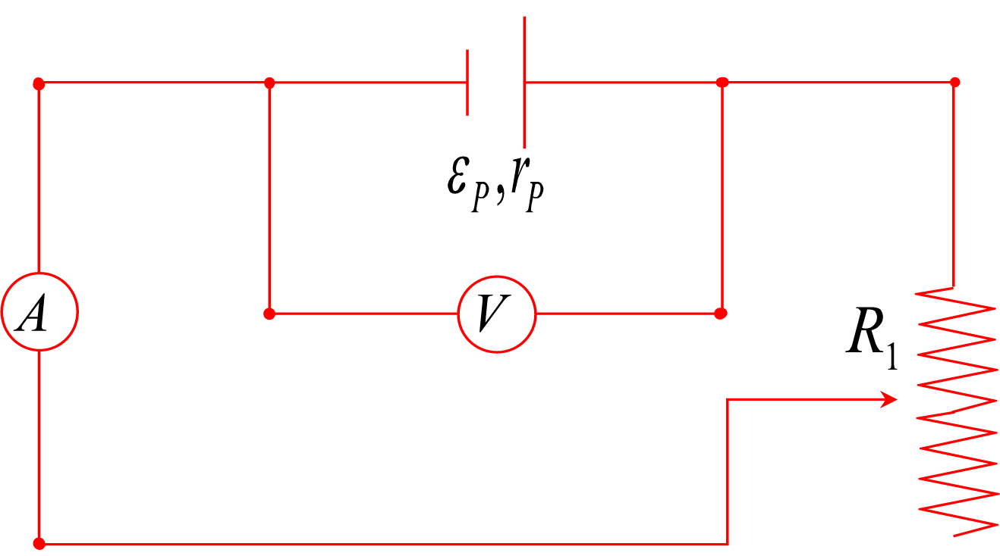 ε_P, r_P
A
V
R_1